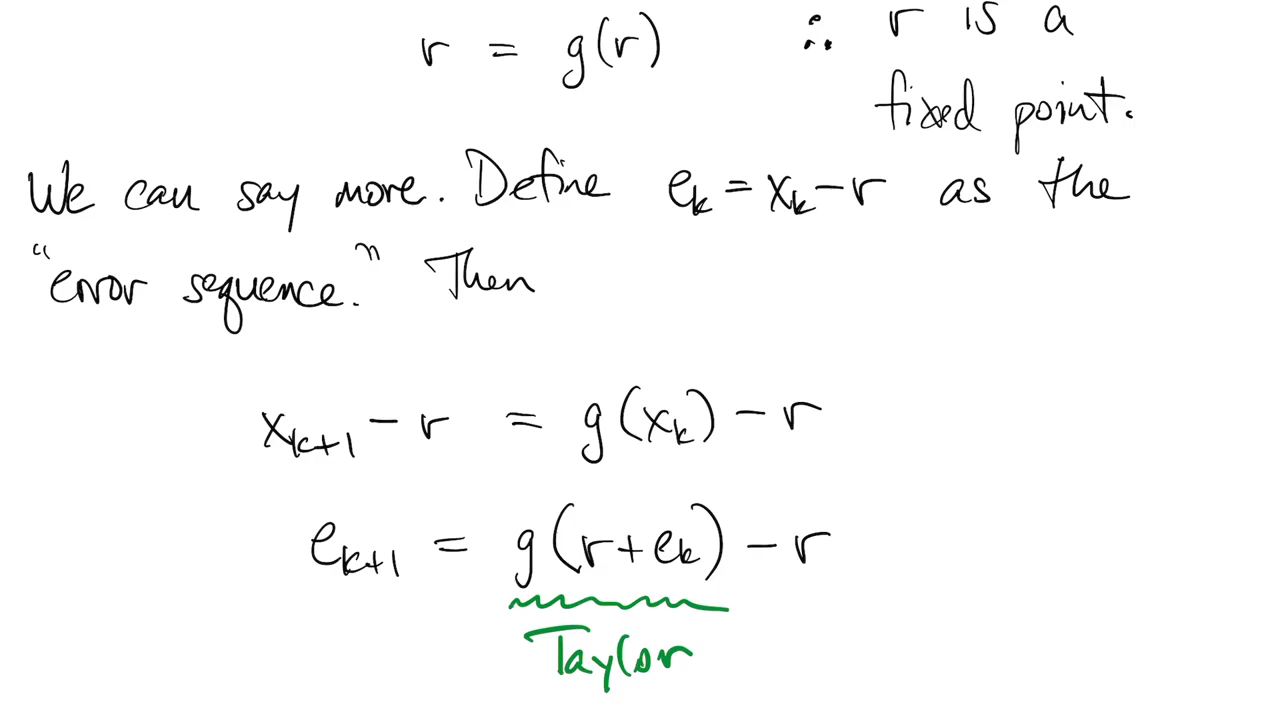 r = g(r) ∴ r is a
fixed point.
We can say more. Define e_k = x_k − r as the
“error sequence.” Then
x_{k+1} − r = g(x_k) − r
e_{k+1} = g(r + e_k) − r
Taylor